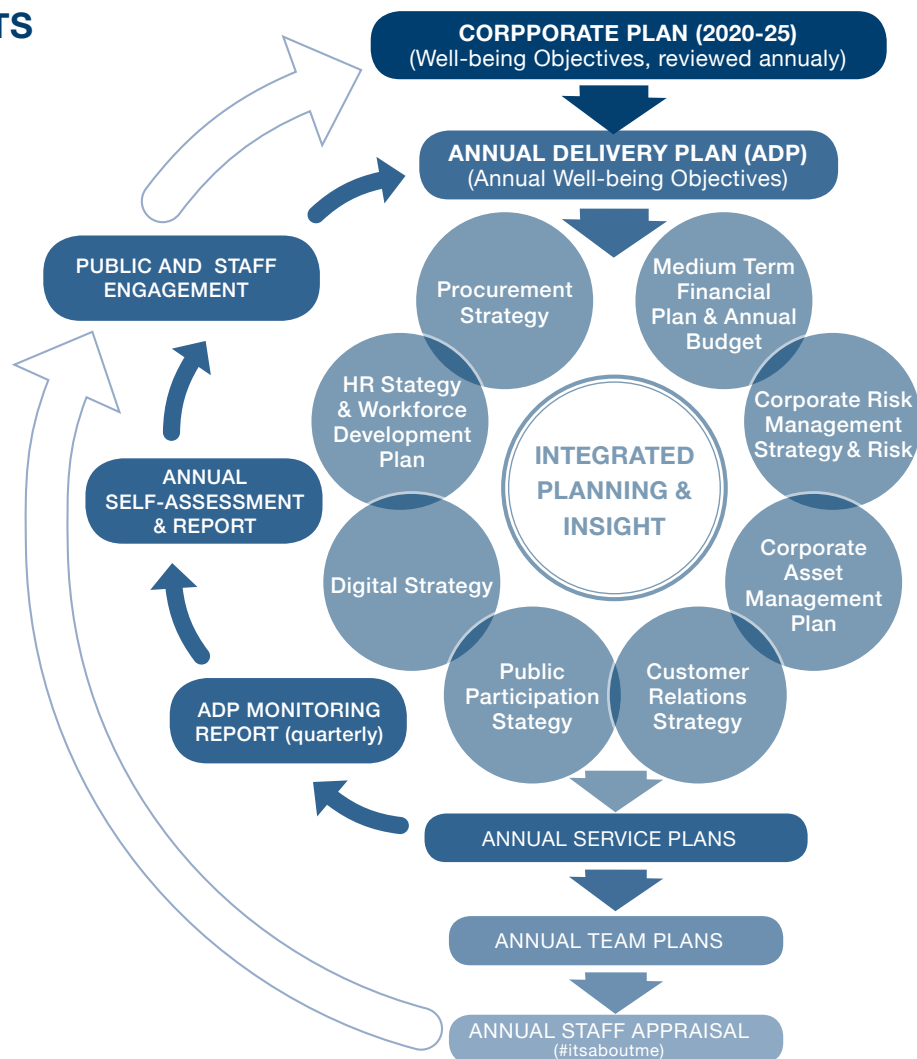 TS
CORPPORATE PLAN (2020-25)
(Well-being Objectives, reviewed annualy)
ANNUAL DELIVERY PLAN (ADP)
(Annual Well-being Objectives)
PUBLIC AND STAFF
ENGAGEMENT
Procurement
Strategy
Medium Term
Financial
Plan & Annual
Budget
HR Stategy
& Workforce
Development
Plan
Corporate Risk
Management
Strategy & Risk
INTEGRATED
PLANNING &
INSIGHT
ANNUAL
SELF-ASSESSMENT
& REPORT
Digital Strategy
Corporate
Asset
Management
Plan
Public
Participation
Stategy
Customer
Relations
Strategy
ADP MONITORING
REPORT (quarterly)
ANNUAL SERVICE PLANS
ANNUAL TEAM PLANS
ANNUAL STAFF APPRAISAL
(#itsaboutme)